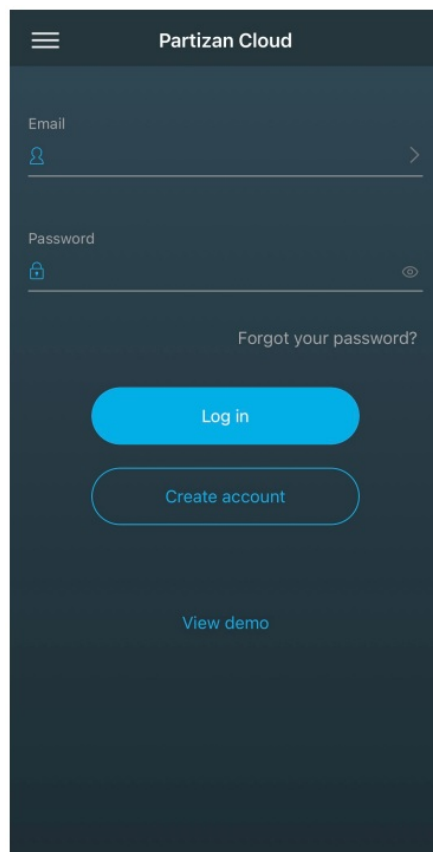 Partizan Cloud
Email
Password
Forgot your password?
Log in
Create account
View demo